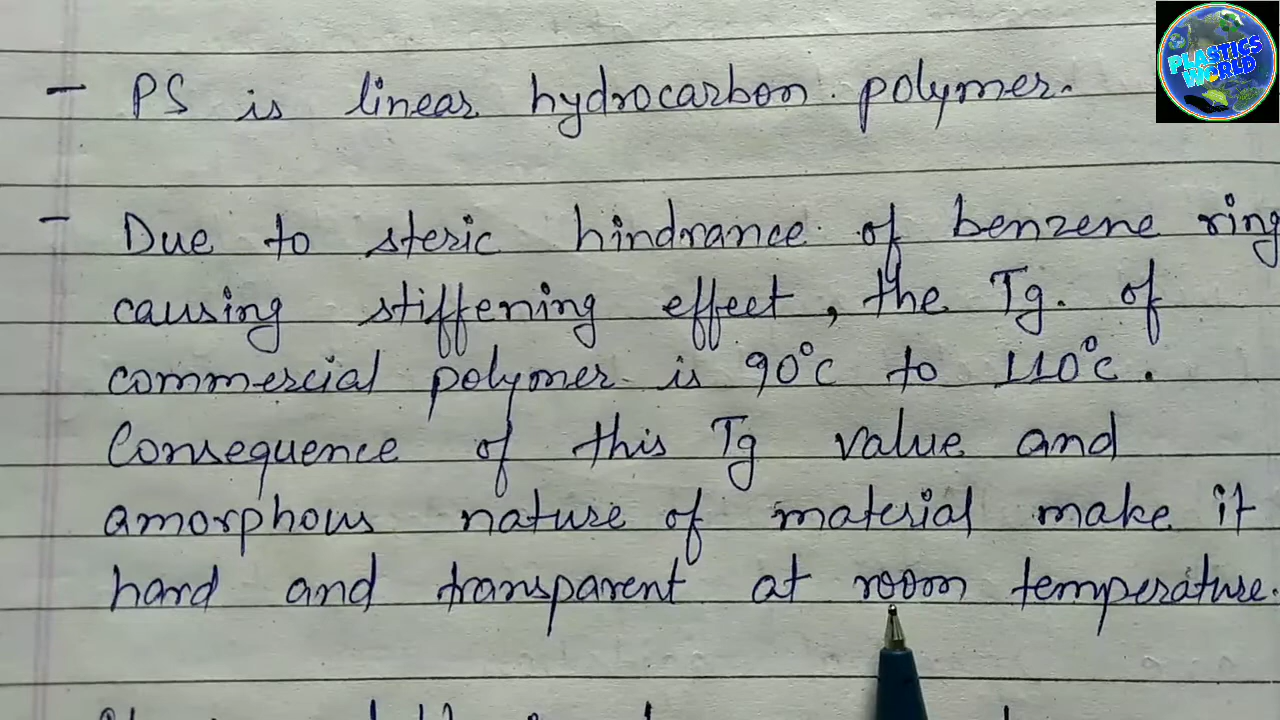 PLASTICS
WORLD
- PS is linear hydrocarbon polymer.
- Due to steric hindrance of benzene ring
causing stiffening effect, the Tg. of
commercial polymer is 90°c to 110°c.
Consequence of this Tg value and
amorphous nature of material make it
hard and transparent at room temperature.